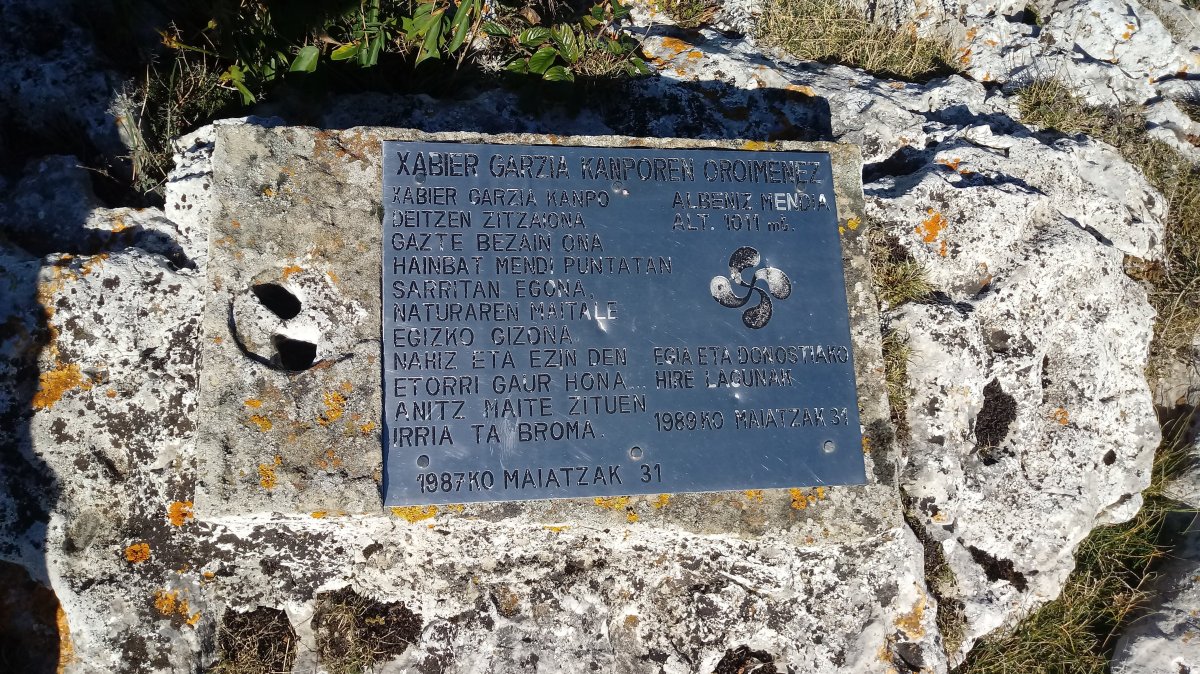 XABIER GARZIA KANPOREN OROIMENEZ
XABIER GARZIA KANPO
DEITZEN ZITZAIONA
GAZTE BEZAIN ONA
HAINBAT MENDI PUNTATAN
SARRITAN EGONA,
NATURAREN MAITALE
EGIZKO GIZONA.
NAHIZ ETA EZIN DEN
ETORRI GAUR HONA...
ANITZ MAITE ZITUEN
IRRIA TA BROMA.
1987KO MAIATZAK 31
ALBENIZ MENDIA
ALT. 1011 mt.
EGIA ETA DONOSTIAKO
HIRE LAGUNAK
1989KO MAIATZAK 31